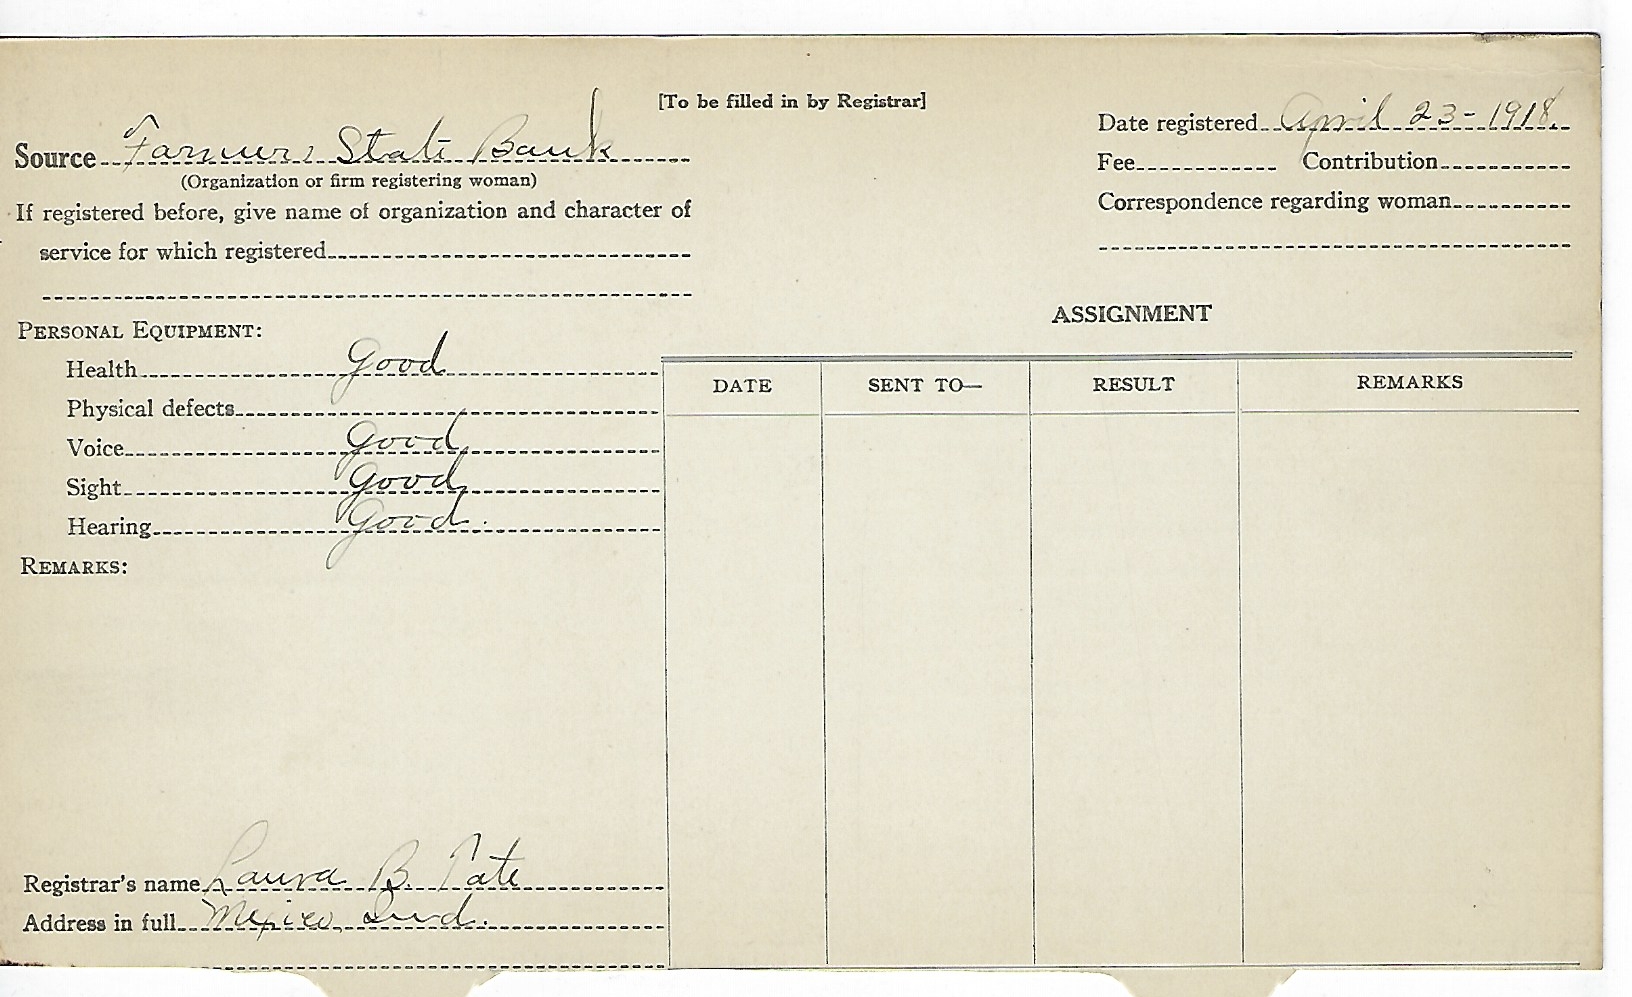 [To be filled in by Registrar]
Source Farmers State Bank
(Organization or firm registering woman)
If registered before, give name of organization and character of
service for which registered
Date registered April 23-1918.
Fee Contribution
Correspondence regarding woman
PERSONAL EQUIPMENT:
Health Good
Physical defects
Voice Good
Sight Good
Hearing Good.
REMARKS:
Registrar's name Laura B. Tate
Address in full Mexico, Ind.
ASSIGNMENT
DATE SENT TO— RESULT REMARKS